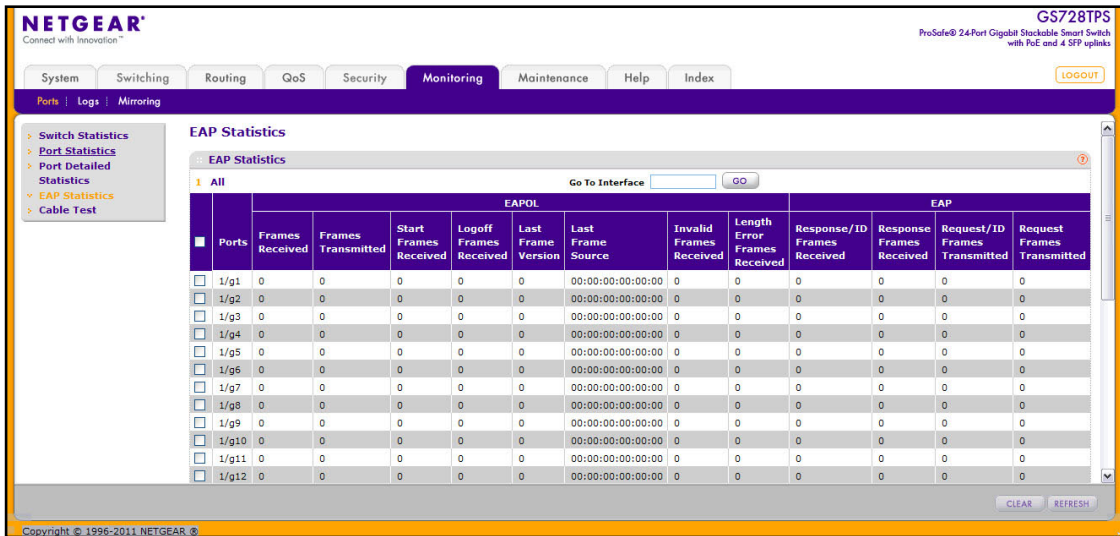 NETGEAR®
Connect with Innovation™
GS728TPS
ProSafe® 24-Port Gigabit Stackable Smart Switch
with PoE and 4 SFP uplinks
System Switching Routing QoS Security Monitoring Maintenance Help Index LOGOUT
Ports Logs Mirroring
Switch Statistics
Port Statistics
Port Detailed
Statistics
EAP Statistics
Cable Test
EAP Statistics
EAP Statistics ?
1 All Go To Interface GO
EAPOL EAP
Ports Frames Received Frames Transmitted Start Frames Received Logoff Frames Received Last Frame Version Last Frame Source Invalid Frames Received Length Error Frames Received Response/ID Frames Received Response Frames Received Request/ID Frames Transmitted Request Frames Transmitted
1/g1 0 0 0 0 0 00:00:00:00:00:00 0 0 0 0 0 0
1/g2 0 0 0 0 0 00:00:00:00:00:00 0 0 0 0 0 0
1/g3 0 0 0 0 0 00:00:00:00:00:00 0 0 0 0 0 0
1/g4 0 0 0 0 0 00:00:00:00:00:00 0 0 0 0 0 0
1/g5 0 0 0 0 0 00:00:00:00:00:00 0 0 0 0 0 0
1/g6 0 0 0 0 0 00:00:00:00:00:00 0 0 0 0 0 0
1/g7 0 0 0 0 0 00:00:00:00:00:00 0 0 0 0 0 0
1/g8 0 0 0 0 0 00:00:00:00:00:00 0 0 0 0 0 0
1/g9 0 0 0 0 0 00:00:00:00:00:00 0 0 0 0 0 0
1/g10 0 0 0 0 0 00:00:00:00:00:00 0 0 0 0 0 0
1/g11 0 0 0 0 0 00:00:00:00:00:00 0 0 0 0 0 0
1/g12 0 0 0 0 0 00:00:00:00:00:00 0 0 0 0 0 0
CLEAR REFRESH
Copyright © 1996-2011 NETGEAR ®